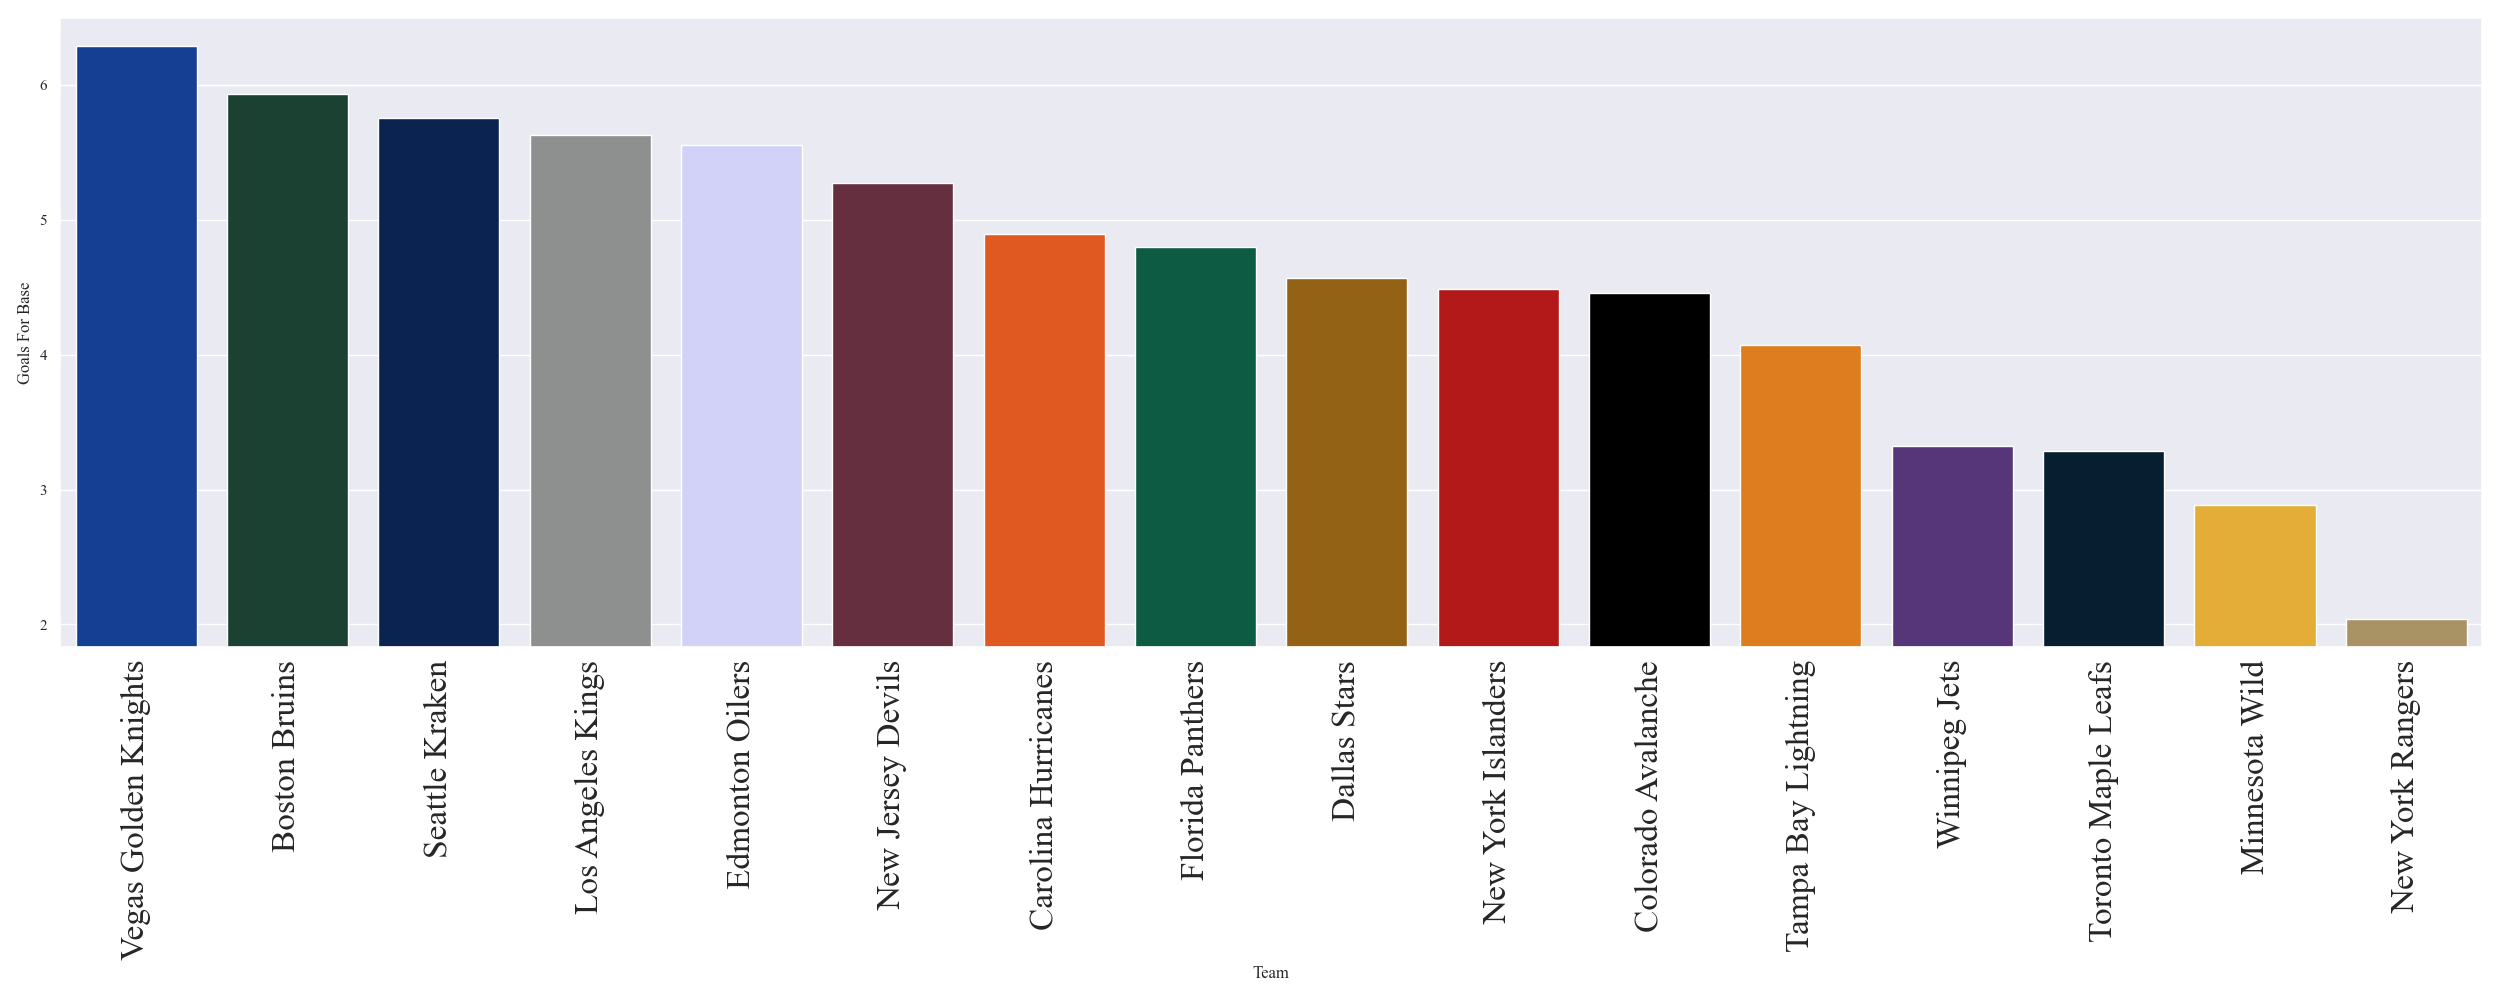 6
5
4
3
2
Goals For Base
Vegas Golden Knights
Boston Bruins
Seattle Kraken
Los Angeles Kings
Edmonton Oilers
New Jersey Devils
Carolina Hurricanes
Florida Panthers
Dallas Stars
New York Islanders
Colorado Avalanche
Tampa Bay Lightning
Winnipeg Jets
Toronto Maple Leafs
Minnesota Wild
New York Rangers
Team